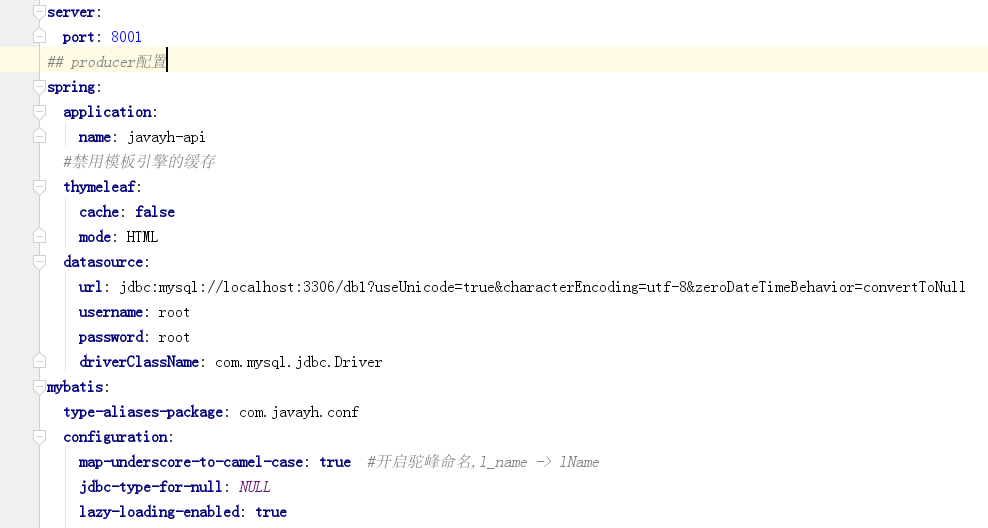 server:
  port: 8001
## producer配置
spring:
  application:
    name: javayh-api
  #禁用模板引擎的缓存
  thymeleaf:
    cache: false
    mode: HTML
  datasource:
    url: jdbc:mysql://localhost:3306/db1?useUnicode=true&characterEncoding=utf-8&zeroDateTimeBehavior=convertToNull
    username: root
    password: root
    driverClassName: com.mysql.jdbc.Driver
mybatis:
  type-aliases-package: com.javayh.conf
  configuration:
    map-underscore-to-camel-case: true  #开启驼峰命名,l_name -> lName
    jdbc-type-for-null: NULL
    lazy-loading-enabled: true